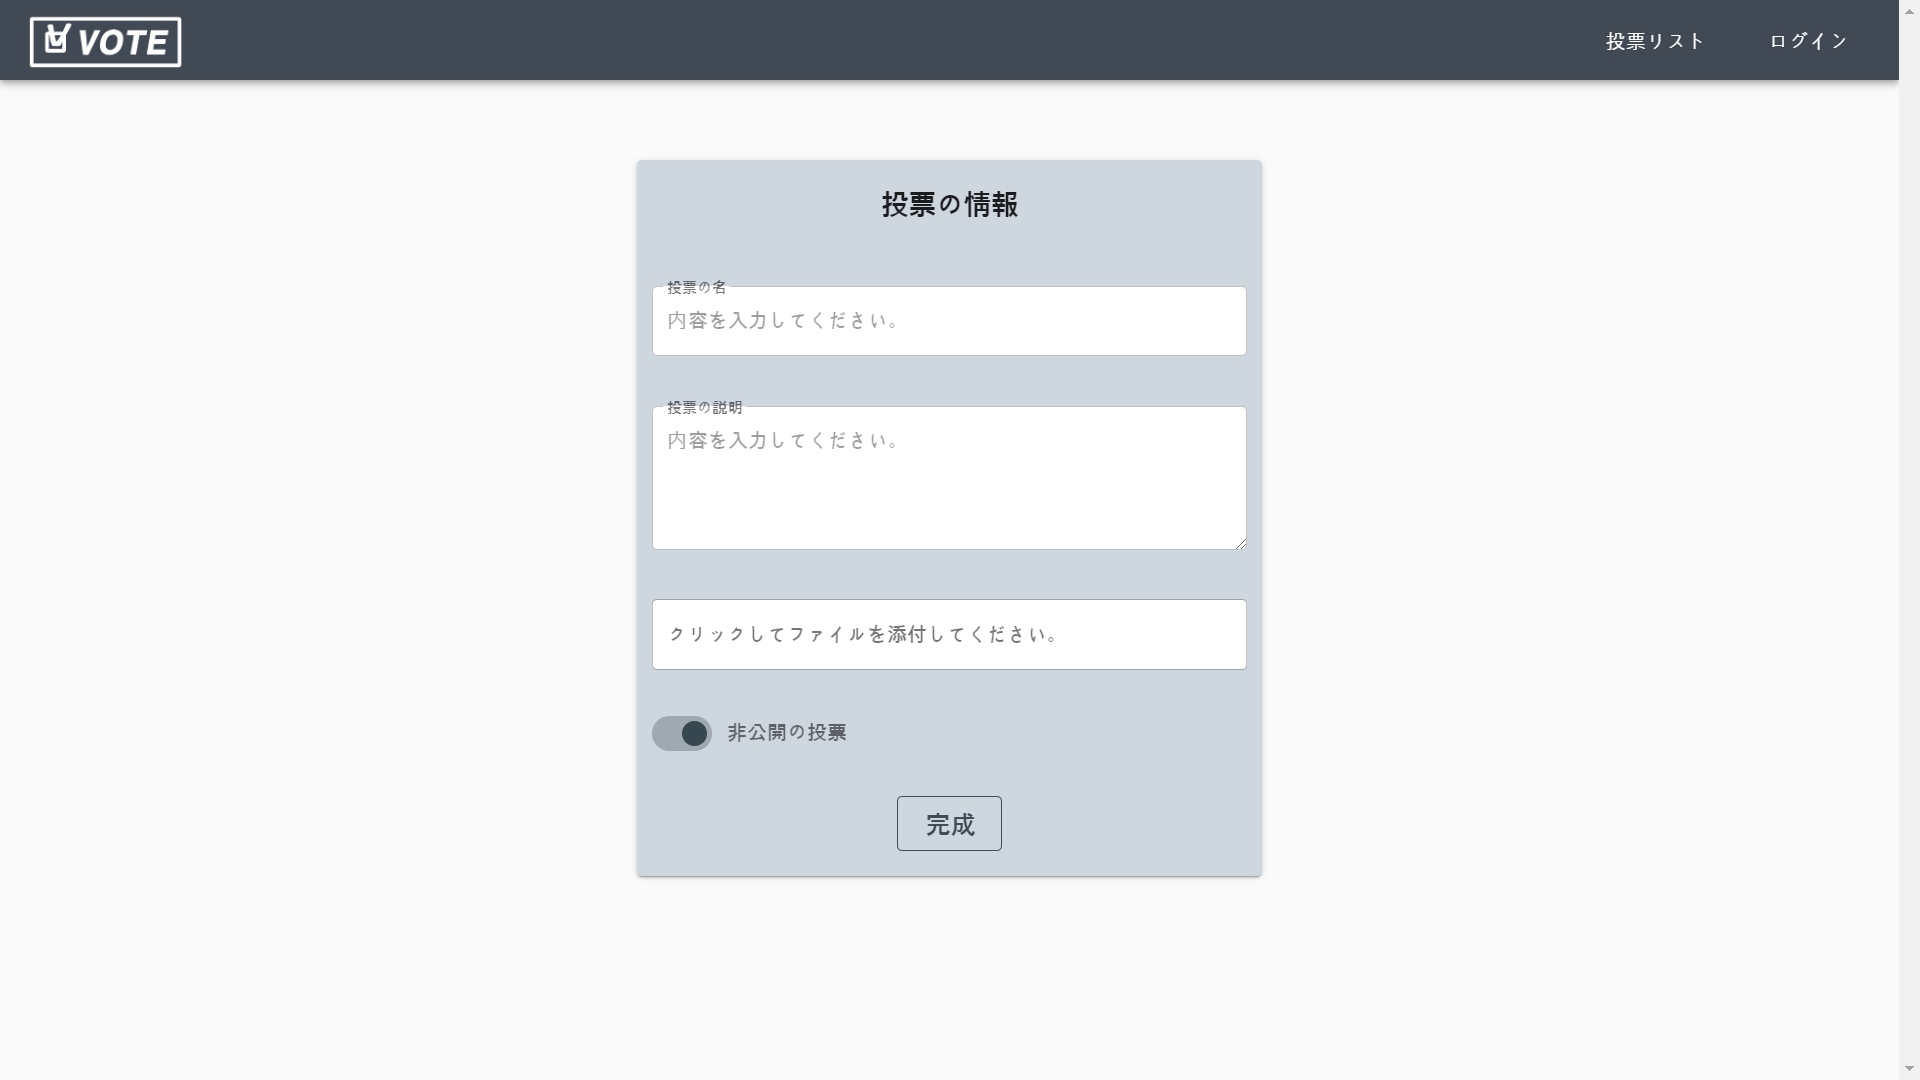 VOTE
投票リスト
ログイン
投票の情報
投票の名
内容を入力してください。
投票の説明
内容を入力してください。
クリックしてファイルを添付してください。
非公開の投票
完成